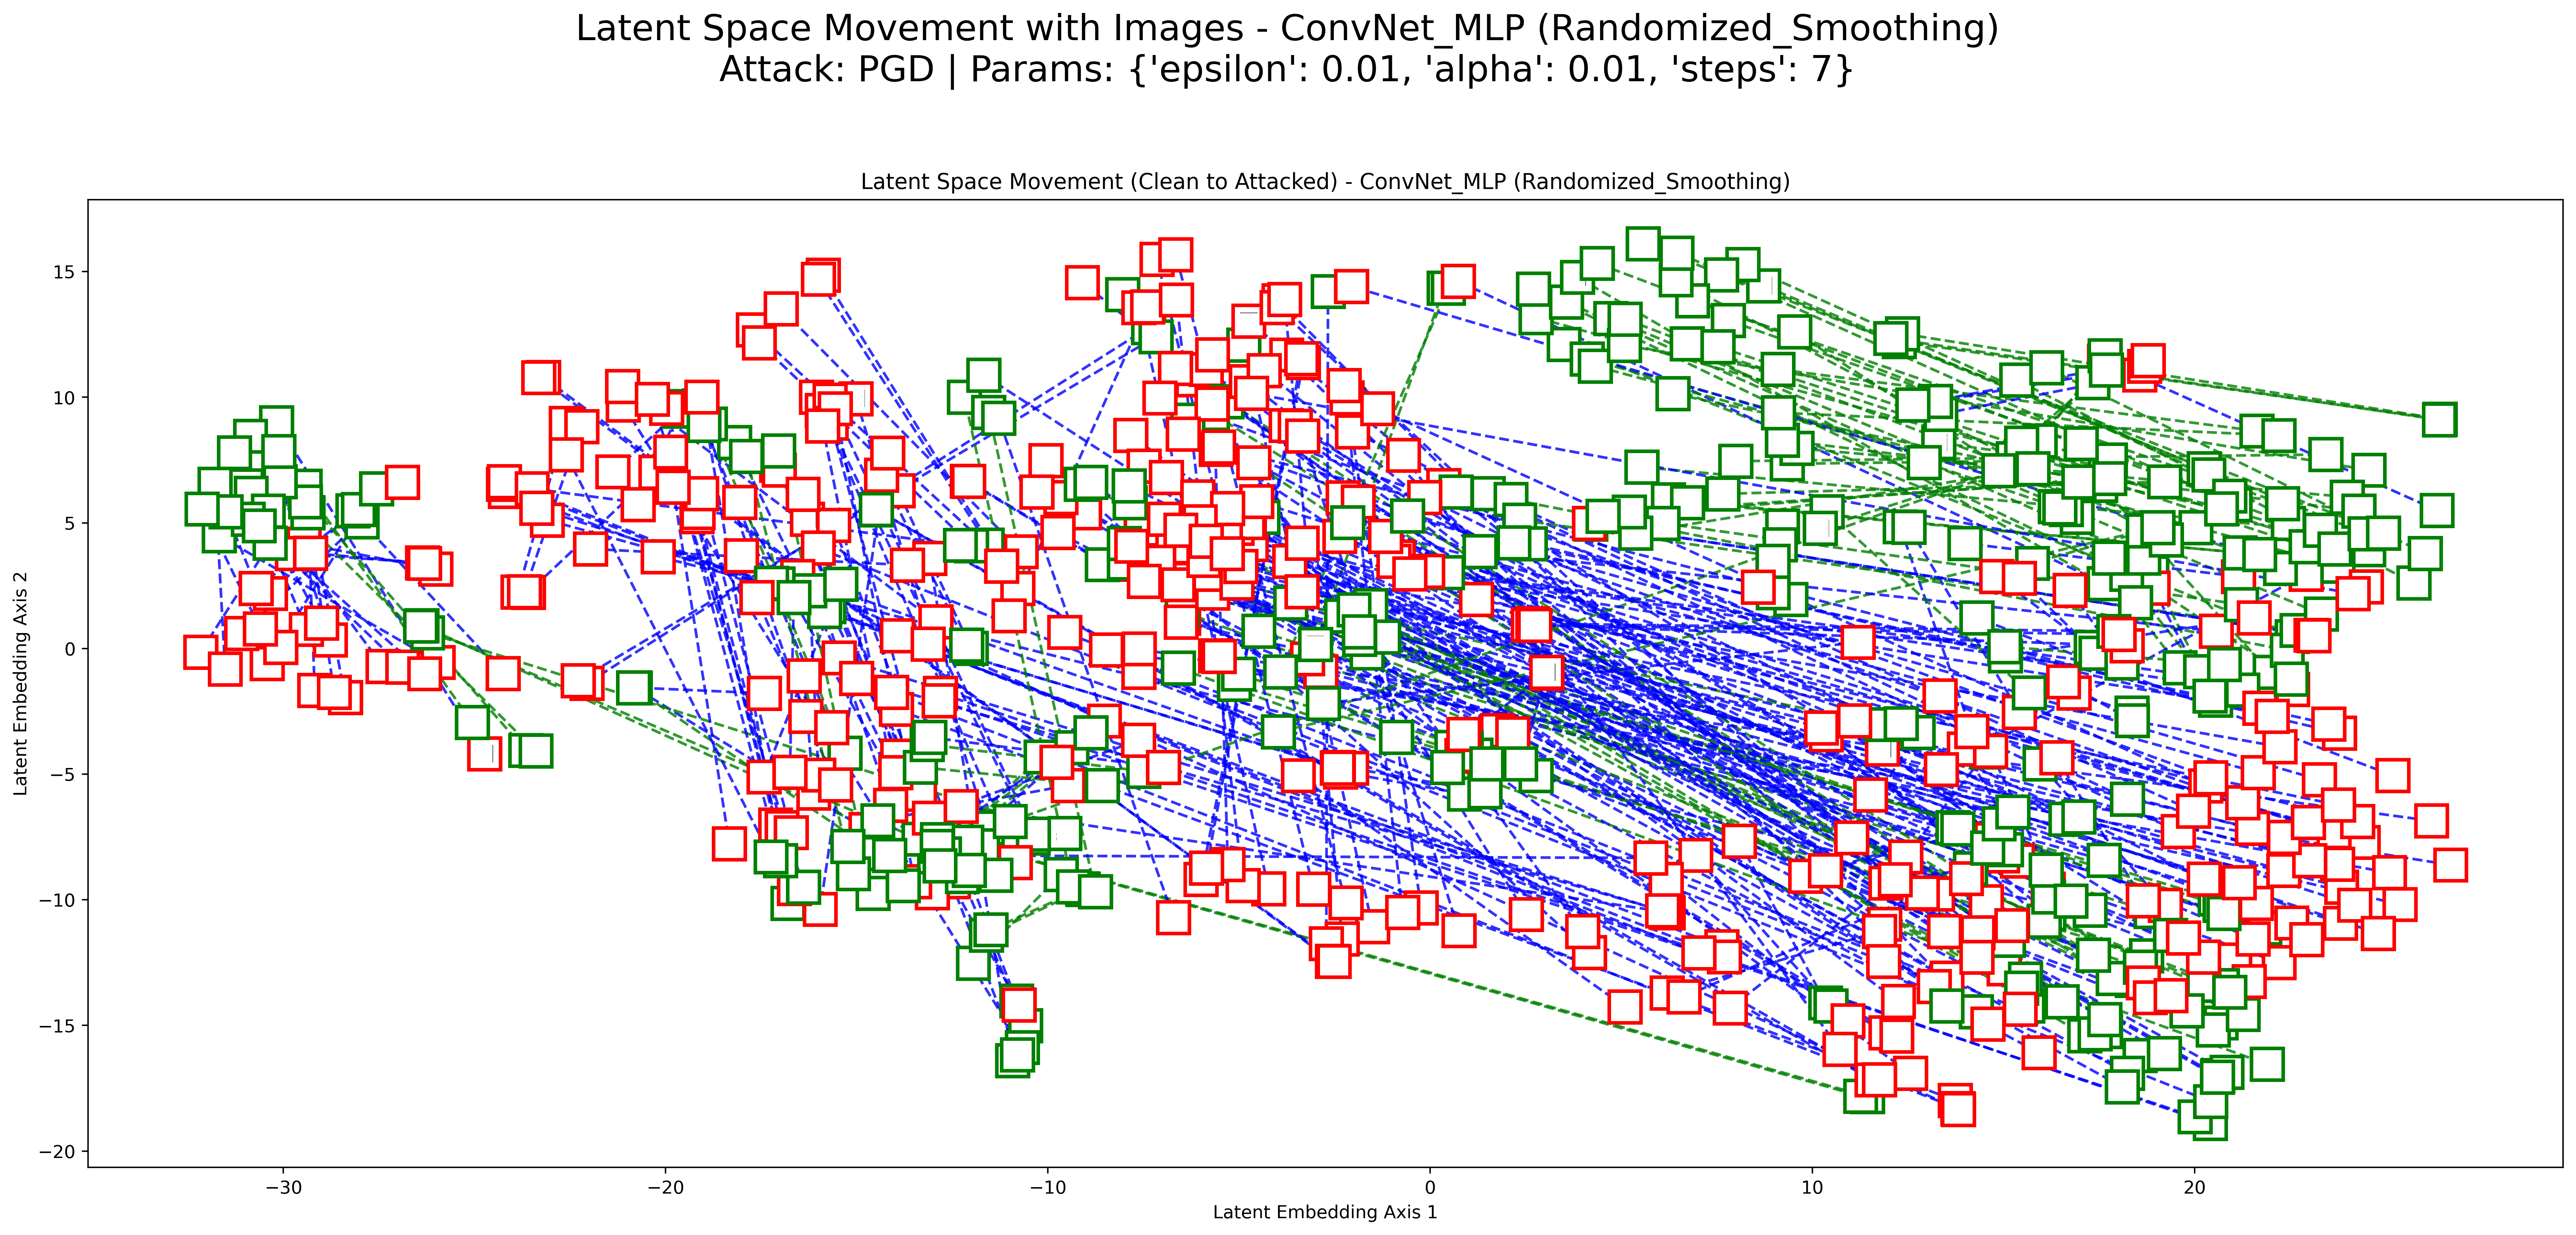 Latent Space Movement with Images - ConvNet_MLP (Randomized_Smoothing)
Attack: PGD | Params: {'epsilon': 0.01, 'alpha': 0.01, 'steps': 7}
Latent Space Movement (Clean to Attacked) - ConvNet_MLP (Randomized_Smoothing)
15
10
5
0
−5
−10
−15
−20
Latent Embedding Axis 2
−30
−20
−10
0
10
20
Latent Embedding Axis 1